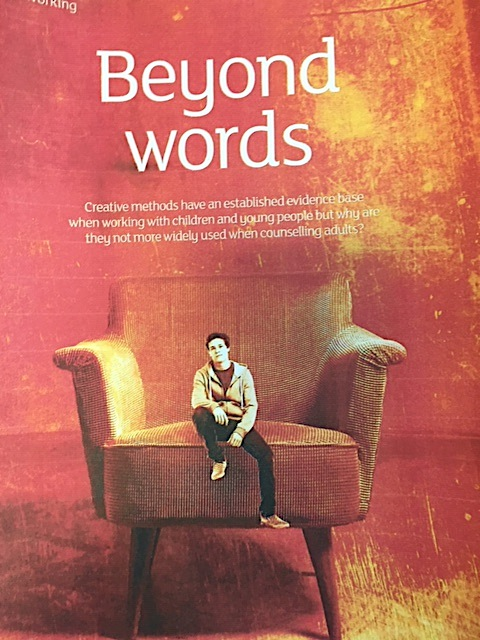 Beyond
words
Creative methods have an established evidence base
when working with children and young people but why are
they not more widely used when counselling adults?